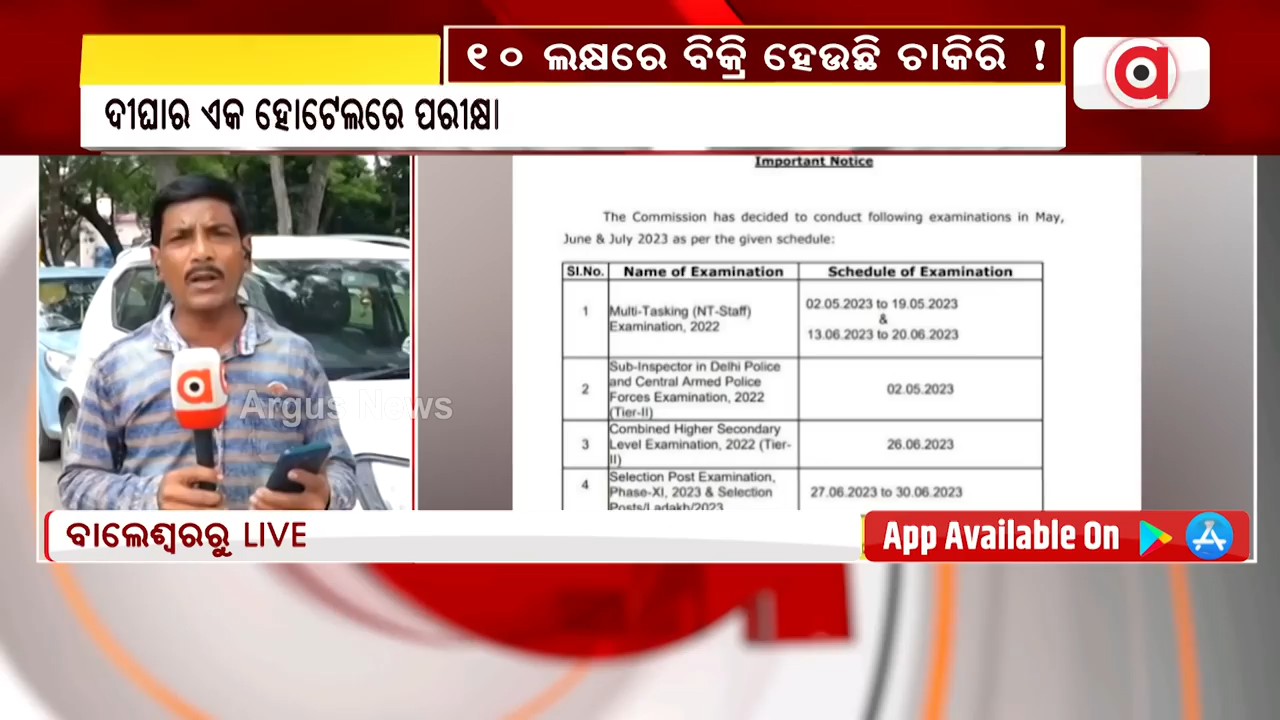 ୧୦ ଲକ୍ଷରେ ବିକ୍ରି ହେଉଛି ଚାକିରି !
ଦୀଘାର ଏକ ହୋଟେଲରେ ପରୀକ୍ଷା
Important Notice
The Commission has decided to conduct following examinations in May,
June & July 2023 as per the given schedule:
Sl.No. Name of Examination Schedule of Examination
1 Multi-Tasking (NT-Staff) Examination, 2022 02.05.2023 to 19.05.2023 & 13.06.2023 to 20.06.2023
2 Sub-Inspector in Delhi Police and Central Armed Police Forces Examination, 2022 (Tier-II) 02.05.2023
3 Combined Higher Secondary Level Examination, 2022 (Tier-II) 26.06.2023
4 Selection Post Examination, Phase-XI, 2023 & Selection Posts/Ladakh/2023 27.06.2023 to 30.06.2023
Argus News
ବାଲେଶ୍ୱରରୁ LIVE
App Available On